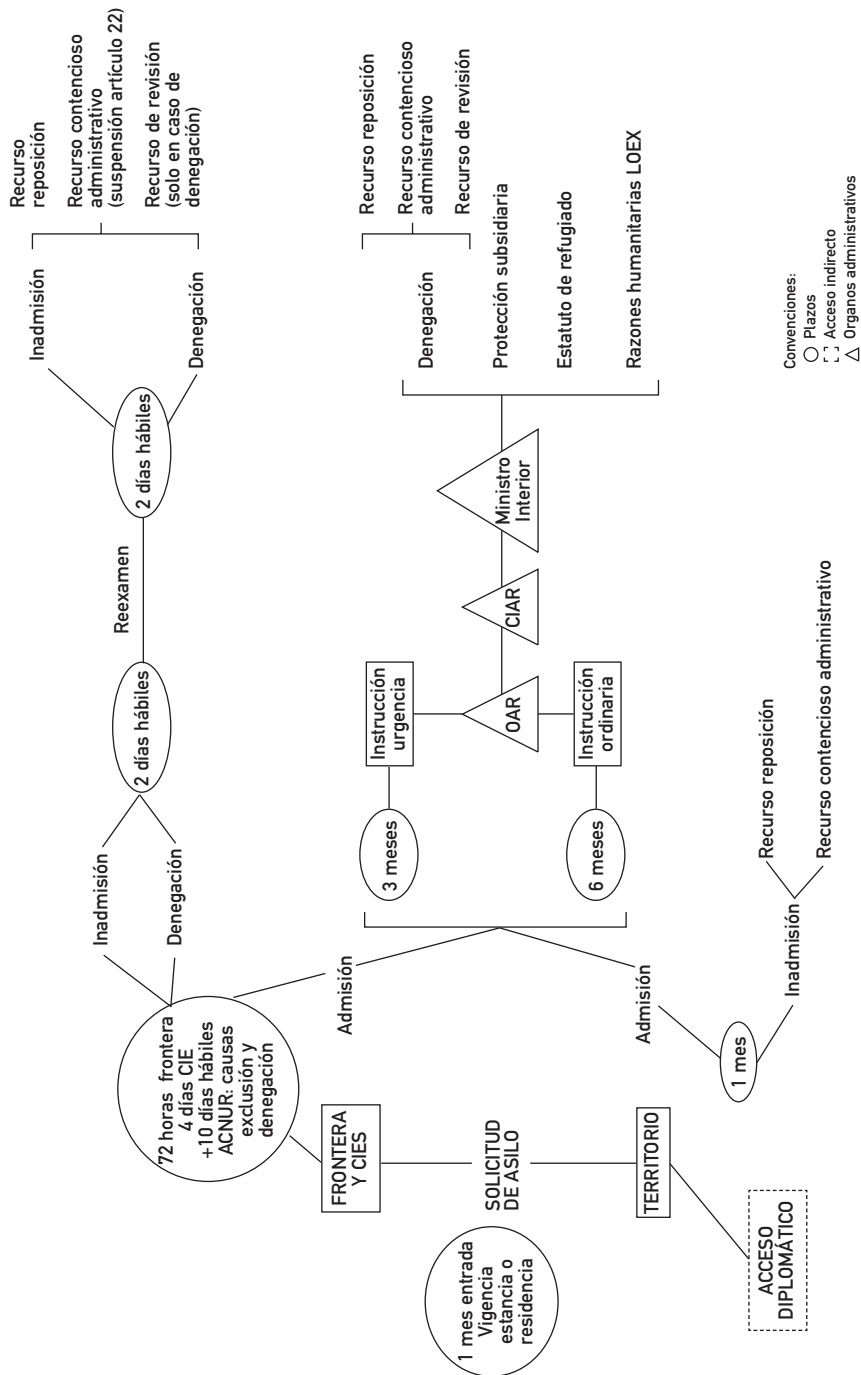 1 mes entrada
Vigencia
estancia o
residencia
SOLICITUD
DE ASILO
FRONTERA
Y CIES
72 horas frontera
4 días CIE
+10 días hábiles
ACNUR: causas
exclusión y
denegación
Inadmisión
Denegación
2 días hábiles
Reexamen
2 días hábiles
Inadmisión
Denegación
Recurso
reposición
Recurso contencioso
administrativo
(suspensión artículo 22)
Recurso de revisión
(solo en caso de
denegación)
Admisión
TERRITORIO
ACCESO
DIPLOMÁTICO
1 mes
Admisión
Inadmisión
Recurso reposición
Recurso contencioso administrativo
3 meses
Instrucción
urgencia
6 meses
Instrucción
ordinaria
OAR
CIAR
Ministro
Interior
Denegación
Recurso reposición
Recurso contencioso
administrativo
Recurso de revisión
Protección subsidiaria
Estatuto de refugiado
Razones humanitarias LOEX
Convenciones:
Plazos
Acceso indirecto
Organos administrativos